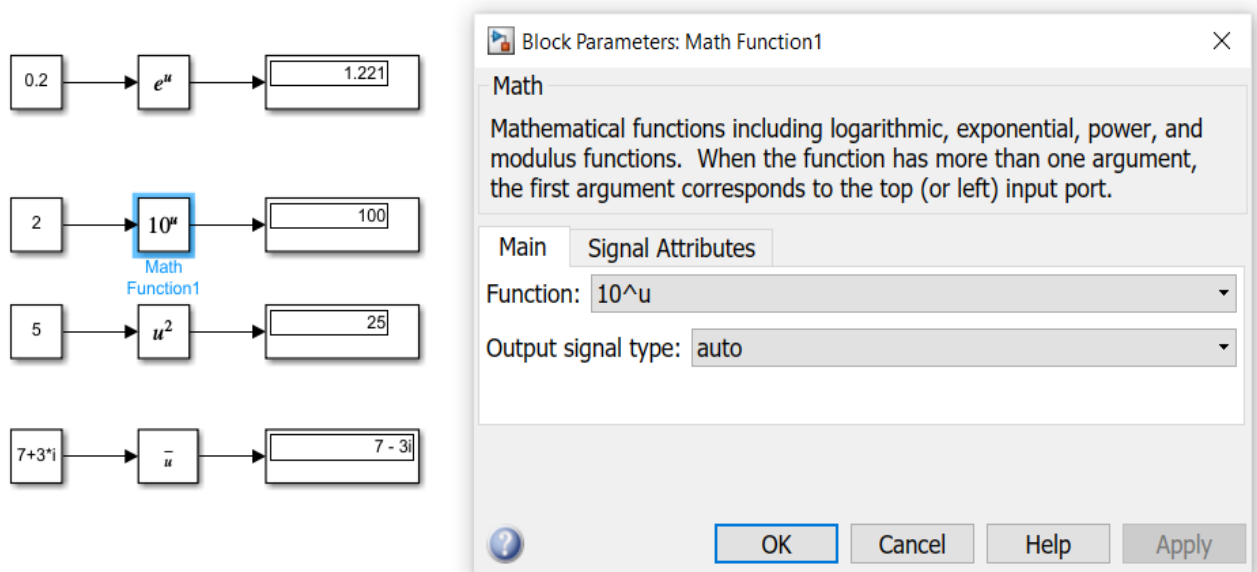 0.2
eᵘ
1.221
2
10ᵘ
100
Math
Function1
5
u²
25
7+3*i
u̅
7 - 3i
Block Parameters: Math Function1
Math
Mathematical functions including logarithmic, exponential, power, and
modulus functions. When the function has more than one argument,
the first argument corresponds to the top (or left) input port.
Main
Signal Attributes
Function: 10^u
Output signal type: auto
OK
Cancel
Help
Apply